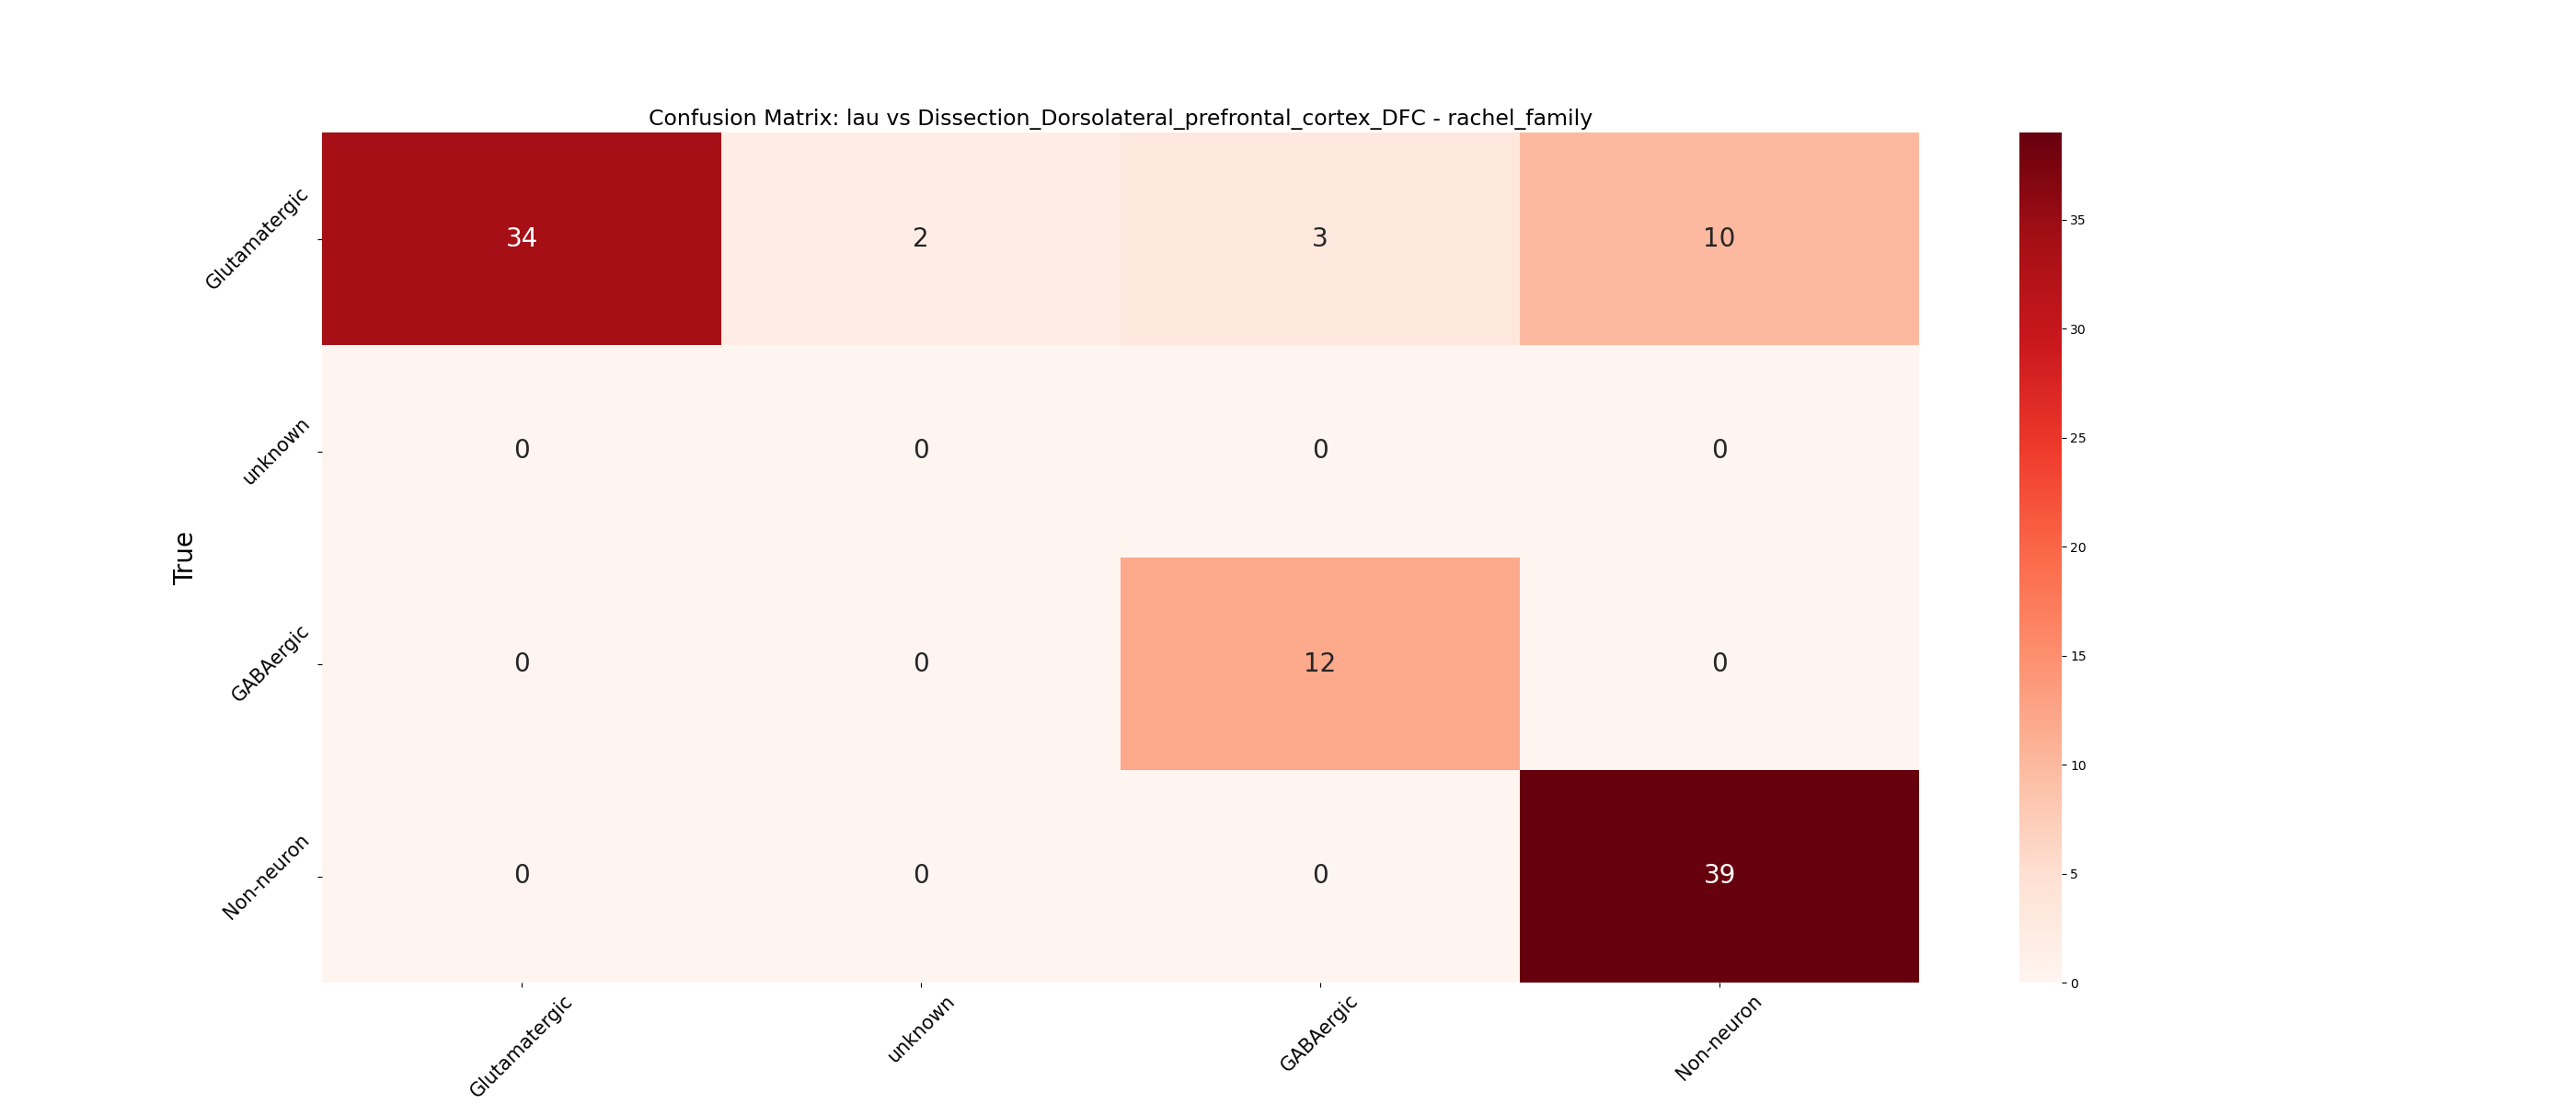 Confusion Matrix: lau vs Dissection_Dorsolateral_prefrontal_cortex_DFC - rachel_family
Glutamatergic
34
2
3
10
unknown
0
0
0
0
GABAergic
0
0
12
0
Non-neuron
0
0
0
39
True
Glutamatergic
unknown
GABAergic
Non-neuron
35
30
25
20
15
10
5
0